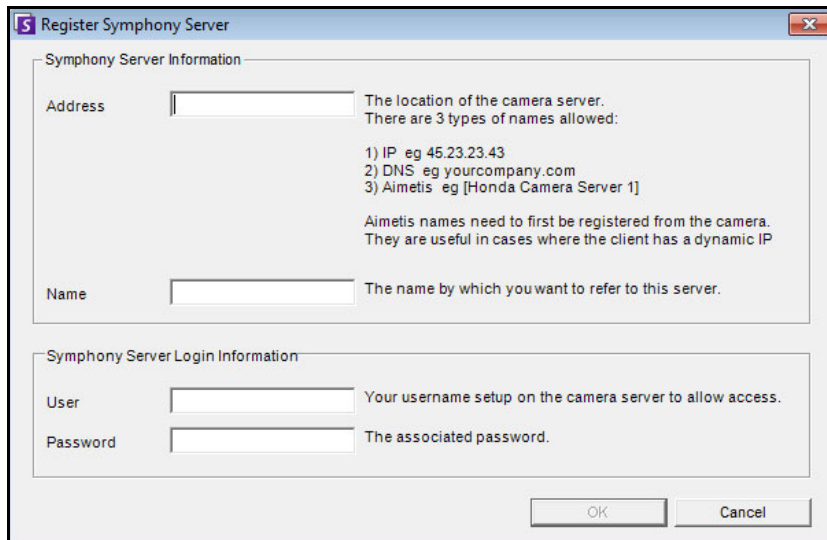 Register Symphony Server
Symphony Server Information
Address
The location of the camera server.
There are 3 types of names allowed:
1) IP eg 45.23.23.43
2) DNS eg yourcompany.com
3) Aimetis eg [Honda Camera Server 1]
Aimetis names need to first be registered from the camera.
They are useful in cases where the client has a dynamic IP
Name
The name by which you want to refer to this server.
Symphony Server Login Information
User
Your username setup on the camera server to allow access.
Password
The associated password.
OK
Cancel